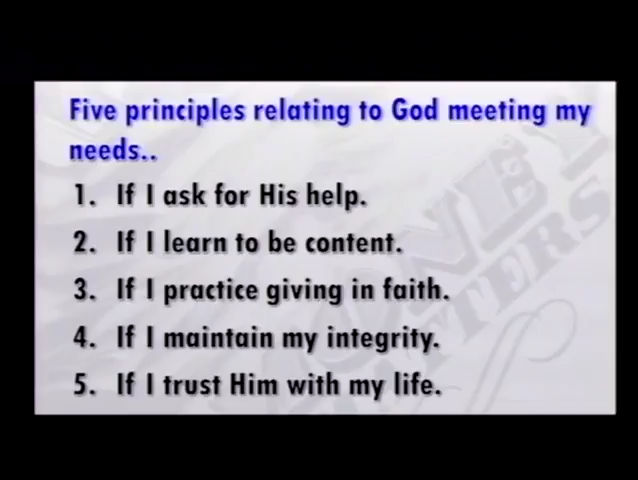 Five principles relating to God meeting my
needs..
1. If I ask for His help.
2. If I learn to be content.
3. If I practice giving in faith.
4. If I maintain my integrity.
5. If I trust Him with my life.
MONEY
MATTERS